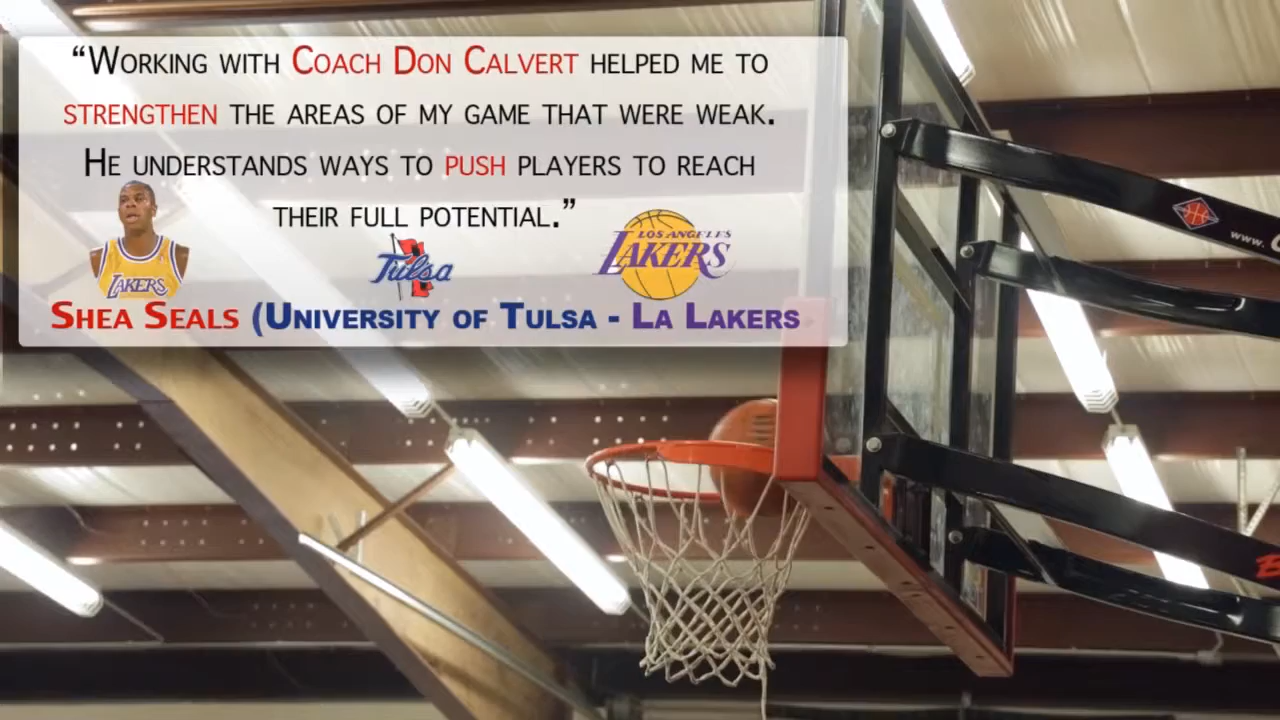 “Working with Coach Don Calvert helped me to
strengthen the areas of my game that were weak.
He understands ways to push players to reach
their full potential.”
LAKERS
Tulsa
LOS ANGELES
LAKERS
Shea Seals (University of Tulsa - La Lakers
www.